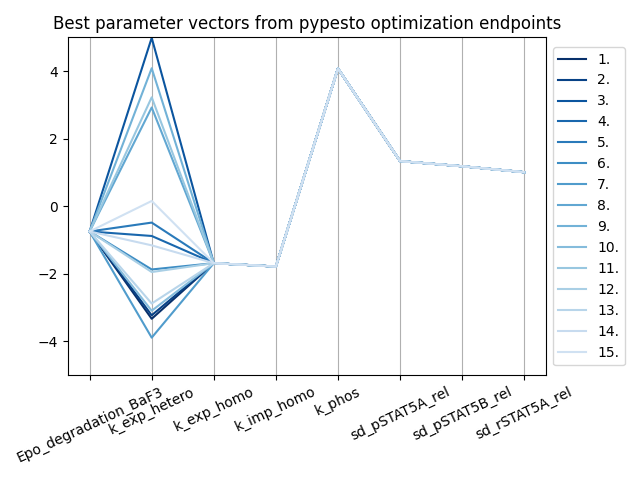 Best parameter vectors from pypesto optimization endpoints
4
2
0
−2
−4
Epo_degradation_BaF3
k_exp_hetero
k_exp_homo
k_imp_homo
k_phos
sd_pSTAT5A_rel
sd_pSTAT5B_rel
sd_rSTAT5A_rel
1.
2.
3.
4.
5.
6.
7.
8.
9.
10.
11.
12.
13.
14.
15.